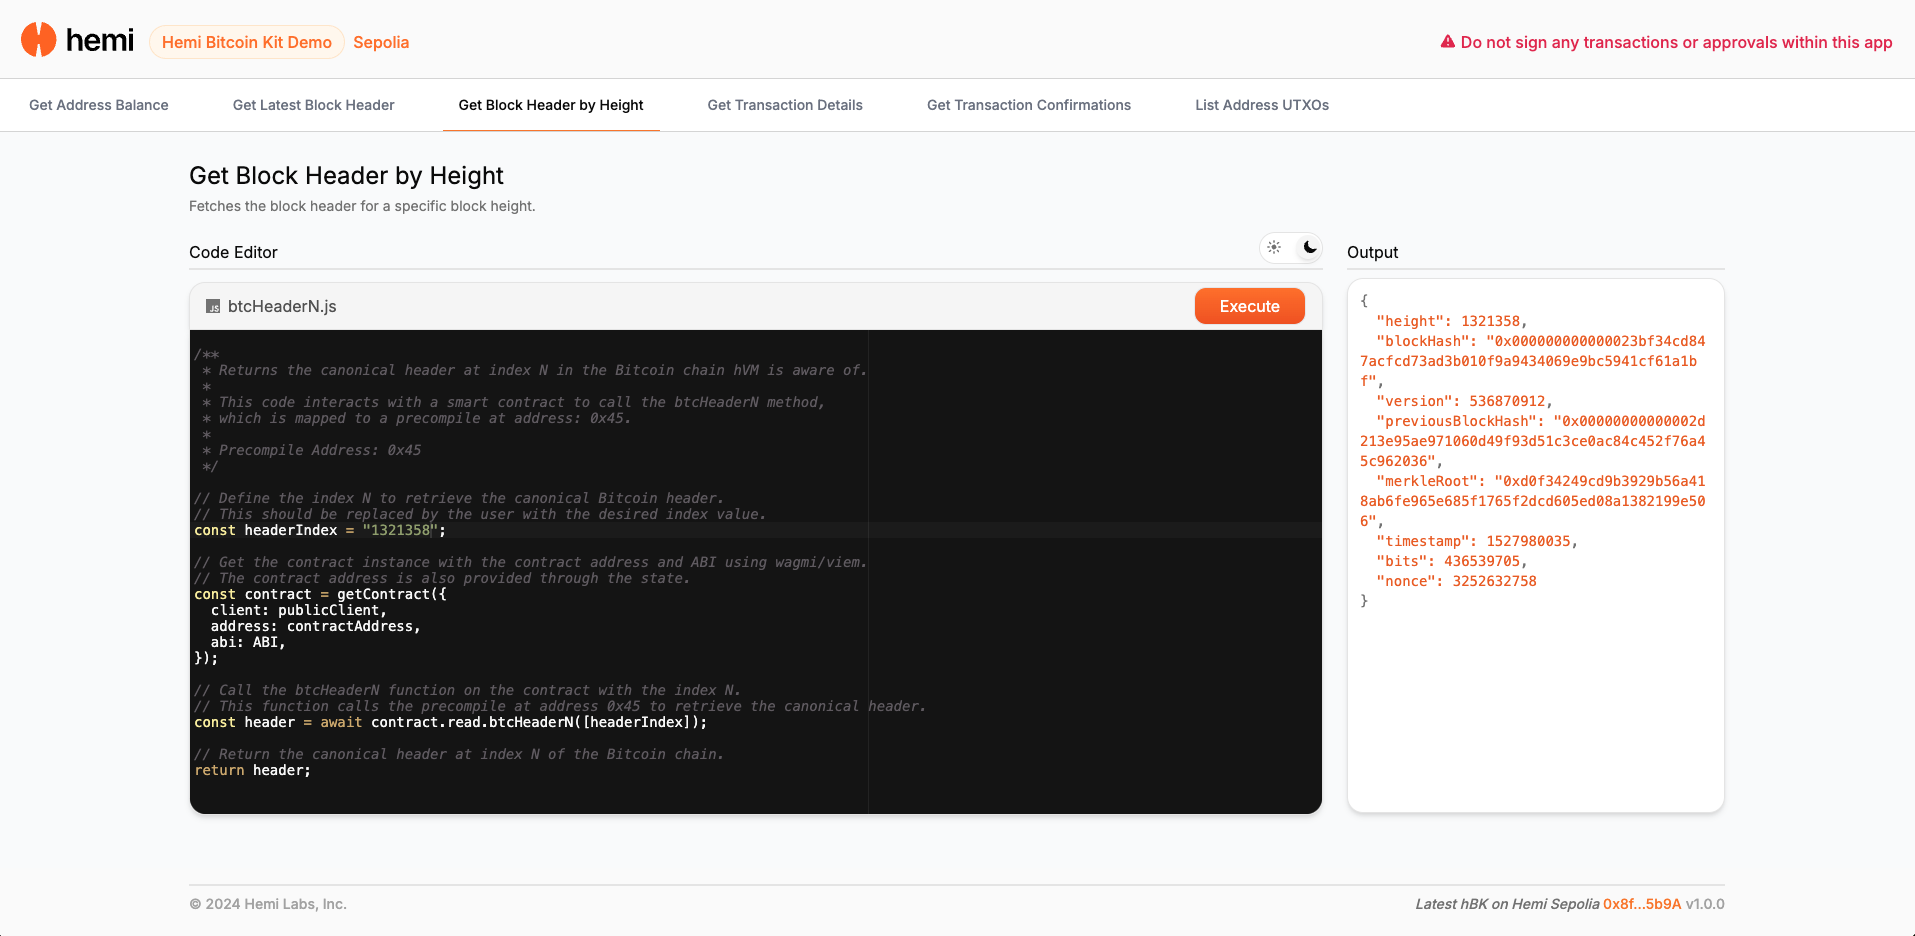 hemi
Hemi Bitcoin Kit Demo
Sepolia
Do not sign any transactions or approvals within this app
Get Address Balance
Get Latest Block Header
Get Block Header by Height
Get Transaction Details
Get Transaction Confirmations
List Address UTXOs
Get Block Header by Height
Fetches the block header for a specific block height.
Code Editor
JS btcHeaderN.js
Execute
/**
 * Returns the canonical header at index N in the Bitcoin chain hVM is aware of.
 *
 * This code interacts with a smart contract to call the btcHeaderN method,
 * which is mapped to a precompile at address: 0x45.
 *
 * Precompile Address: 0x45
 */
// Define the index N to retrieve the canonical Bitcoin header.
// This should be replaced by the user with the desired index value.
const headerIndex = "1321358";
// Get the contract instance with the contract address and ABI using wagmi/viem.
// The contract address is also provided through the state.
const contract = getContract({
  client: publicClient,
  address: contractAddress,
  abi: ABI,
});
// Call the btcHeaderN function on the contract with the index N.
// This function calls the precompile at address 0x45 to retrieve the canonical header.
const header = await contract.read.btcHeaderN([headerIndex]);
// Return the canonical header at index N of the Bitcoin chain.
return header;
Output
{
  "height": 1321358,
  "blockHash": "0x000000000000023bf34cd84
7acfcd73ad3b010f9a9434069e9bc5941cf61a1b
f",
  "version": 536870912,
  "previousBlockHash": "0x00000000000002d
213e95ae971060d49f93d51c3ce0ac84c452f76a4
5c962036",
  "merkleRoot": "0xd0f34249cd9b3929b56a41
8ab6fe965e685f1765f2dcd605ed08a1382199e50
6",
  "timestamp": 1527980035,
  "bits": 436539705,
  "nonce": 3252632758
}
© 2024 Hemi Labs, Inc.
Latest hBK on Hemi Sepolia 0x8f...5b9A v1.0.0